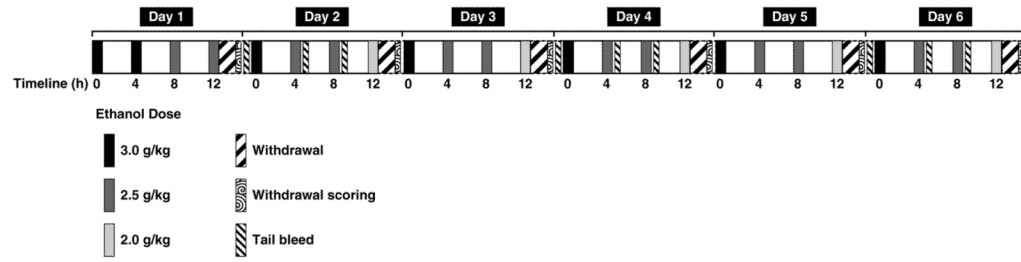 Day 1 Day 2 Day 3 Day 4 Day 5 Day 6
Timeline (h) 0 4 8 12 0 4 8 12 0 4 8 12 0 4 8 12 0 4 8 12 0 4 8 12
Ethanol Dose
3.0 g/kg Withdrawal
2.5 g/kg Withdrawal scoring
2.0 g/kg Tail bleed